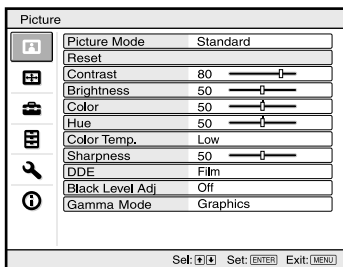 Picture
Picture Mode Standard
Reset
Contrast 80
Brightness 50
Color 50
Hue 50
Color Temp. Low
Sharpness 50
DDE Film
Black Level Adj Off
Gamma Mode Graphics
Sel: Set: ENTER Exit: MENU